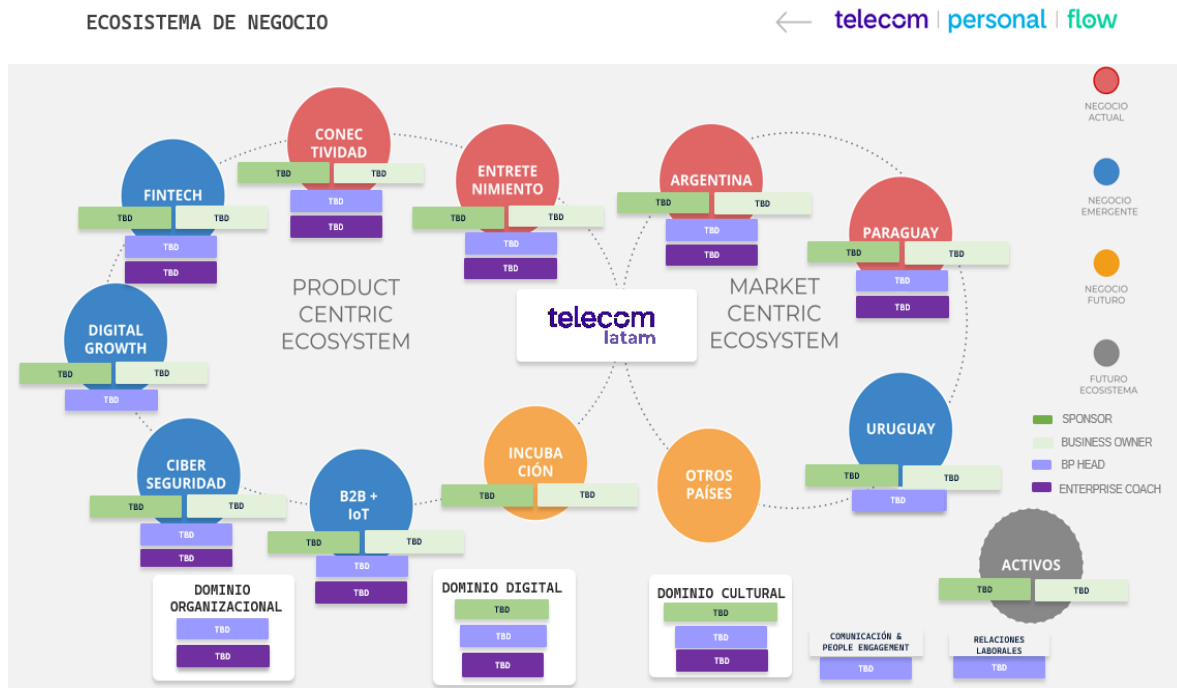 ECOSISTEMA DE NEGOCIO
telecom | personal | flow
NEGOCIO
ACTUAL
NEGOCIO
EMERGENTE
NEGOCIO
FUTURO
FUTURO
ECOSISTEMA
SPONSOR
BUSINESS OWNER
BP HEAD
ENTERPRISE COACH
CONEC
TIVIDAD
TBD
TBD
TBD
TBD
ENTRETE
NIMIENTO
TBD
TBD
TBD
TBD
FINTECH
TBD
TBD
TBD
TBD
PRODUCT
CENTRIC
ECOSYSTEM
DIGITAL
GROWTH
TBD
TBD
TBD
CIBER
SEGURIDAD
TBD
TBD
TBD
TBD
B2B +
IoT
TBD
TBD
TBD
TBD
INCUBA
CIÓN
TBD
TBD
telecom
latam
ARGENTINA
TBD
TBD
TBD
TBD
PARAGUAY
TBD
TBD
TBD
TBD
MARKET
CENTRIC
ECOSYSTEM
URUGUAY
TBD
TBD
TBD
OTROS
PAÍSES
ACTIVOS
TBD
TBD
DOMINIO
ORGANIZACIONAL
TBD
TBD
DOMINIO DIGITAL
TBD
TBD
TBD
DOMINIO CULTURAL
TBD
TBD
TBD
COMUNICACIÓN &
PEOPLE ENGAGEMENT
TBD
RELACIONES
LABORALES
TBD